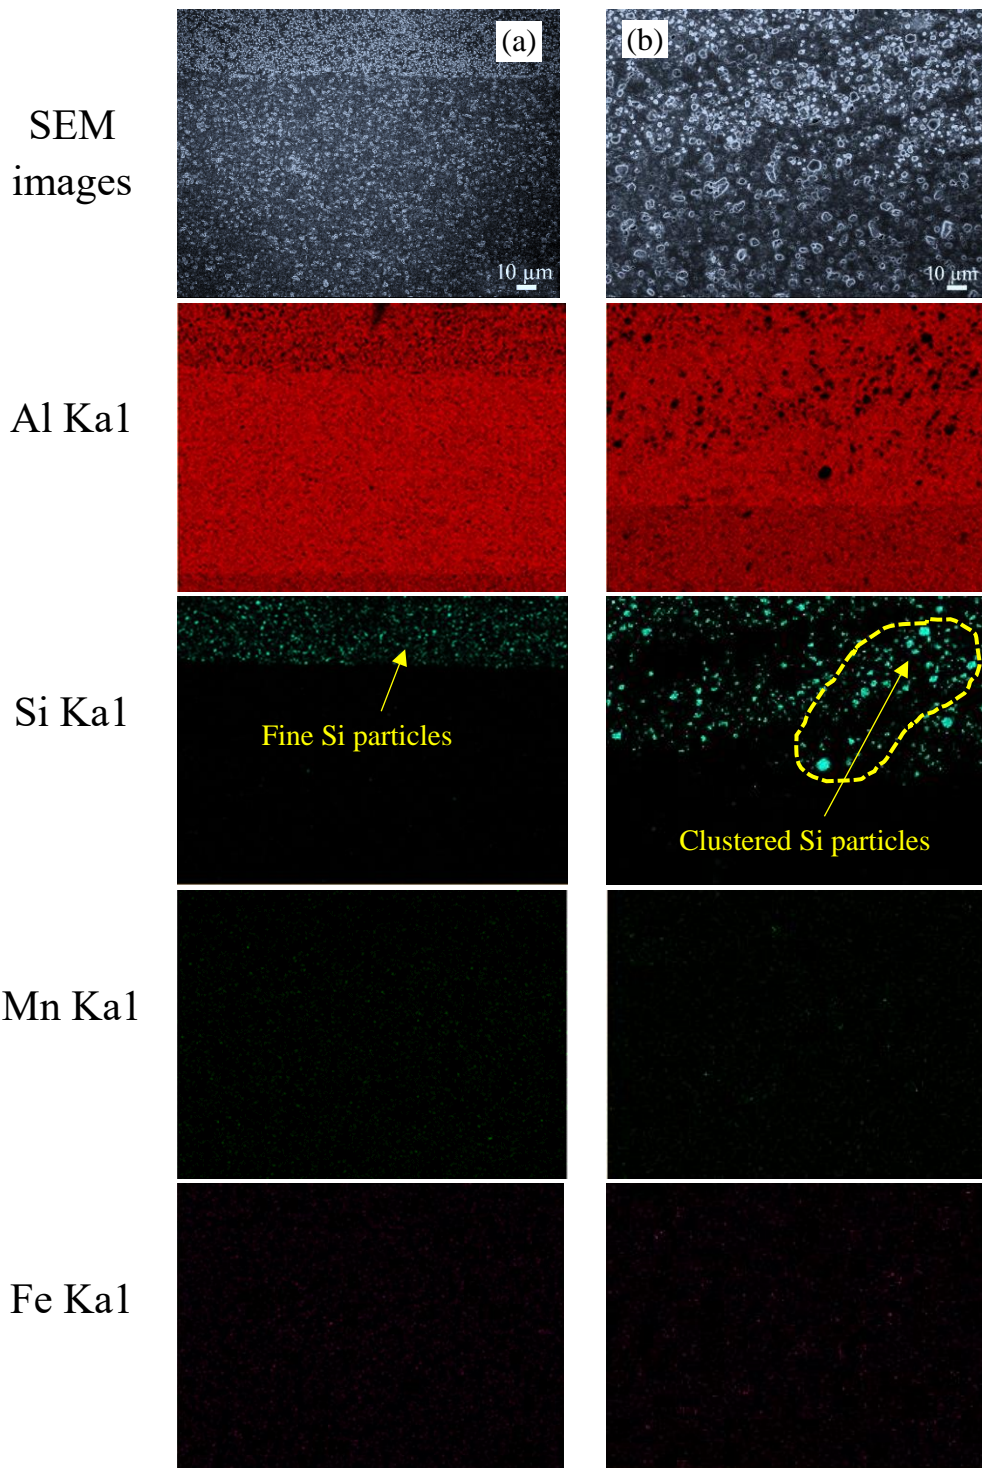 (a)
(b)
SEM
images
10 µm
10 µm
Al Ka1
Si Ka1
Fine Si particles
Clustered Si particles
Mn Ka1
Fe Ka1